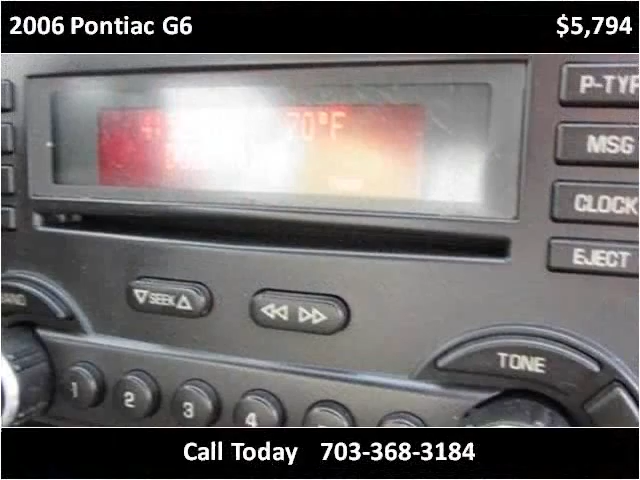 2006 Pontiac G6 $5,794
70°F
P-TYP
MSG
CLOCK
EJECT
SEEK
TONE
1 2 3 4
Call Today 703-368-3184